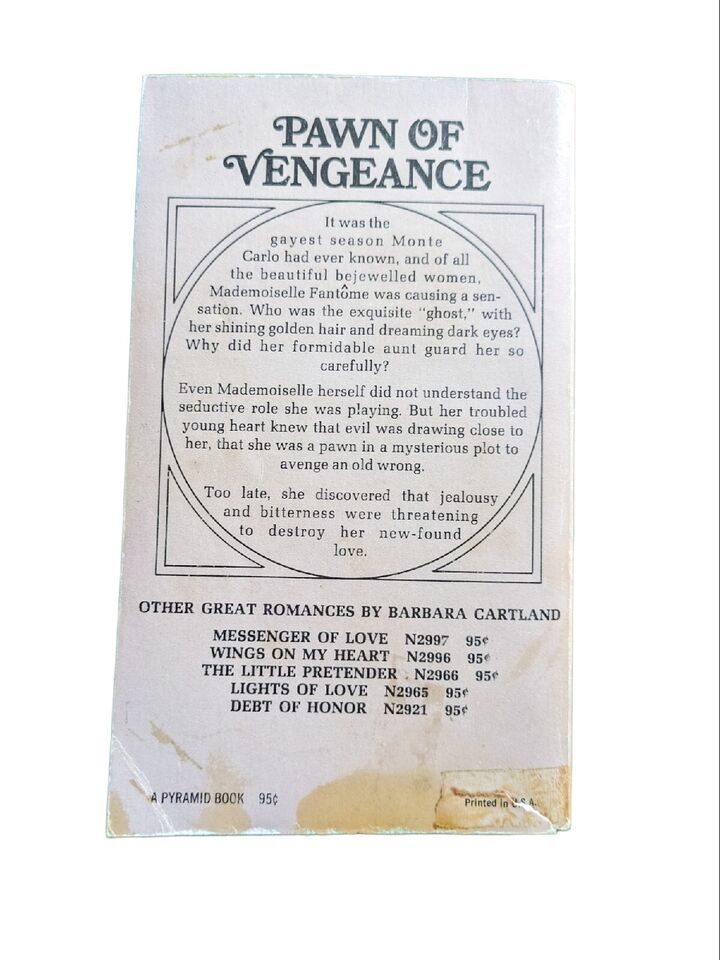 PAWN OF
VENGEANCE
It was the
gayest season Monte
Carlo had ever known, and of all
the beautiful bejewelled women,
Mademoiselle Fantôme was causing a sen-
sation. Who was the exquisite "ghost," with
her shining golden hair and dreaming dark eyes?
Why did her formidable aunt guard her so
carefully?
Even Mademoiselle herself did not understand the
seductive role she was playing. But her troubled
young heart knew that evil was drawing close to
her, that she was a pawn in a mysterious plot to
avenge an old wrong.
Too late, she discovered that jealousy
and bitterness were threatening
to destroy her new-found
love.
OTHER GREAT ROMANCES BY BARBARA CARTLAND
MESSENGER OF LOVE N2997 95¢
WINGS ON MY HEART N2996 95¢
THE LITTLE PRETENDER N2966 95¢
LIGHTS OF LOVE N2965 95¢
DEBT OF HONOR N2921 95¢
A PYRAMID BOOK 95¢
Printed in U.S.A.